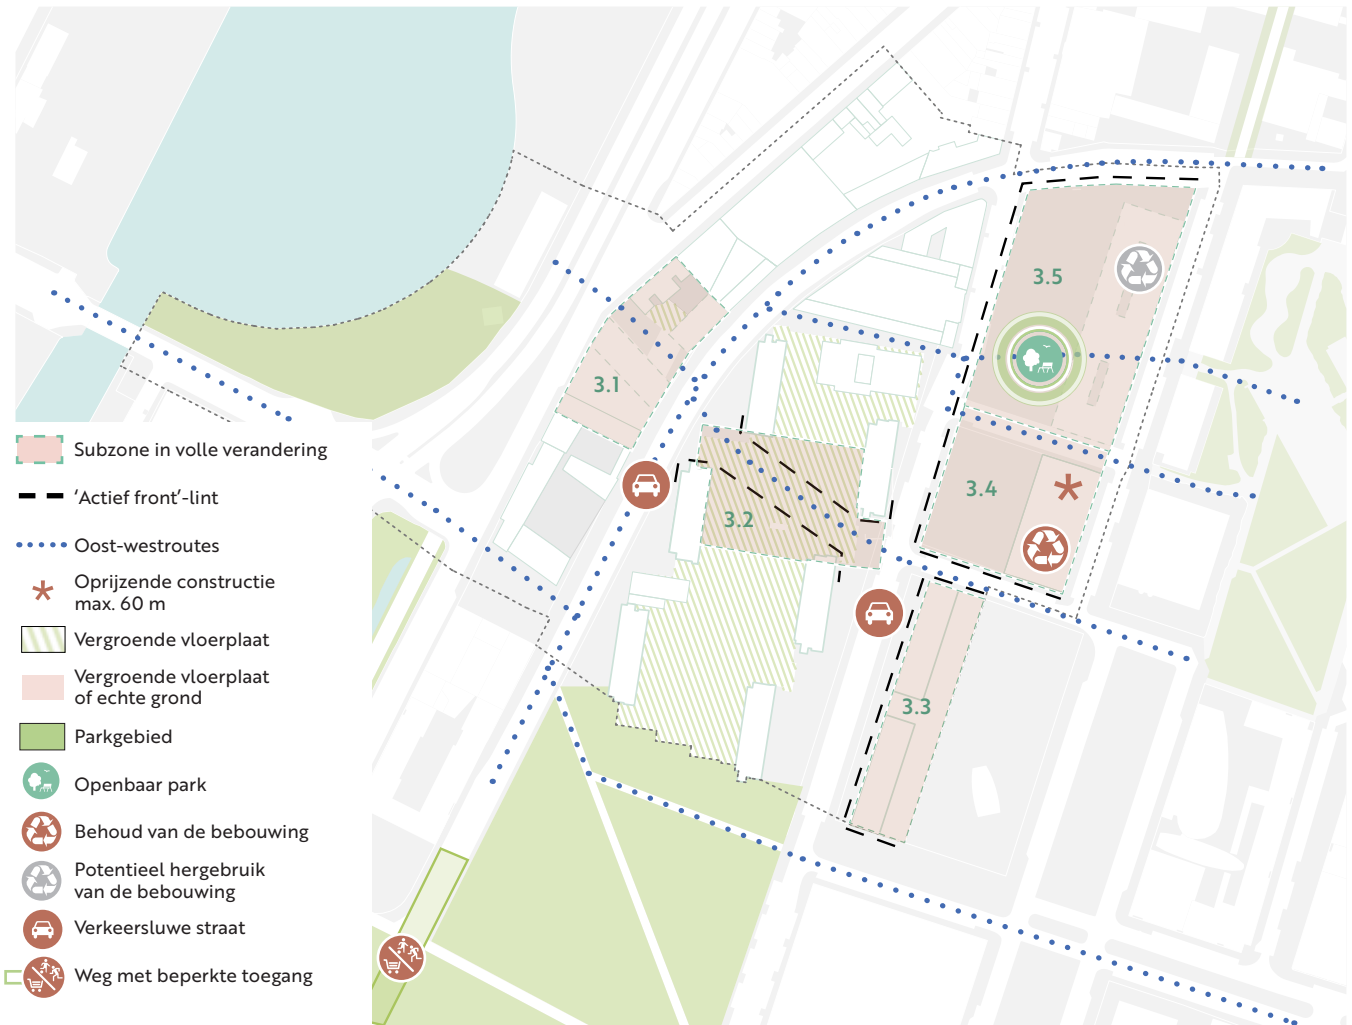 3.5
3.1
3.4
3.2
3.3
Subzone in volle verandering
‘Actief front’-lint
Oost-westroutes
Oprijzende constructie
max. 60 m
Vergroende vloerplaat
Vergroende vloerplaat
of echte grond
Parkgebied
Openbaar park
Behoud van de bebouwing
Potentieel hergebruik
van de bebouwing
Verkeersluwe straat
Weg met beperkte toegang